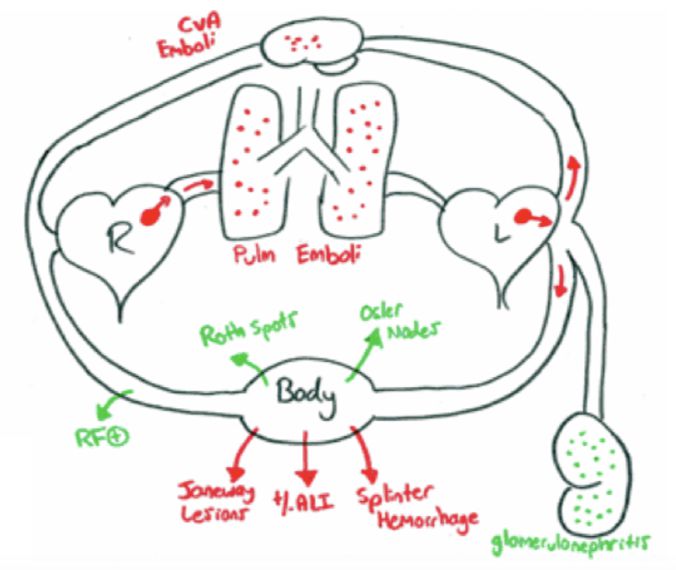 CVA
Emboli
R
L
Pulm Emboli
Roth Spots
Osler
Nodes
Body
RF⊕
Janeway
Lesions
+/- ALI
Splinter
Hemorrhage
glomerulonephritis